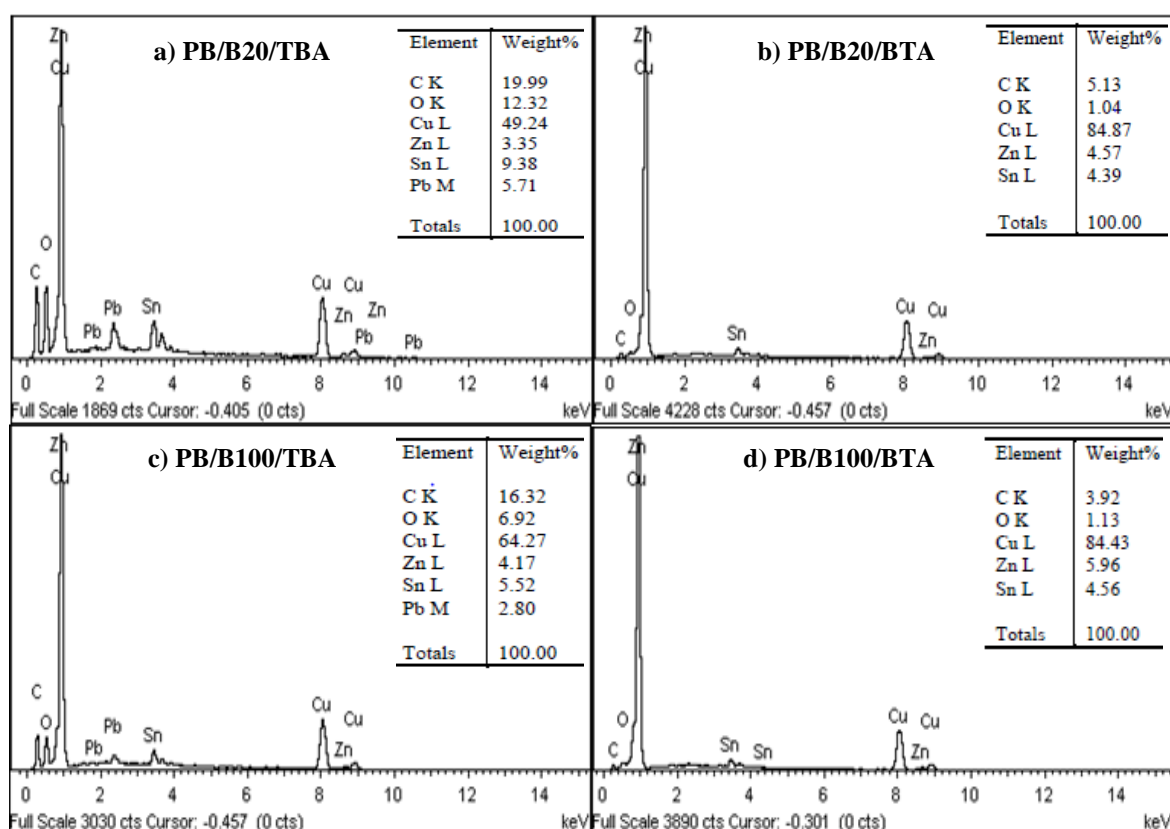 a) PB/B20/TBA
Element Weight%
C K 19.99
O K 12.32
Cu L 49.24
Zn L 3.35
Sn L 9.38
Pb M 5.71
Totals 100.00
Zn
Cu
O
C
Pb
Pb
Sn
Cu
Cu
Zn
Zn
Pb
Pb
0 2 4 6 8 10 12 14
Full Scale 1869 cts Cursor: -0.405 (0 cts) keV
b) PB/B20/BTA
Element Weight%
C K 5.13
O K 1.04
Cu L 84.87
Zn L 4.57
Sn L 4.39
Totals 100.00
Zn
Cu
O
C
Sn
Cu
Cu
Zn
0 2 4 6 8 10 12 14
Full Scale 4228 cts Cursor: -0.457 (0 cts) keV
c) PB/B100/TBA
Element Weight%
C K 16.32
O K 6.92
Cu L 64.27
Zn L 4.17
Sn L 5.52
Pb M 2.80
Totals 100.00
Zn
Cu
C
O
Pb
Pb
Sn
Cu
Cu
Zn
0 2 4 6 8 10 12 14
Full Scale 3030 cts Cursor: -0.457 (0 cts) keV
d) PB/B100/BTA
Element Weight%
C K 3.92
O K 1.13
Cu L 84.43
Zn L 5.96
Sn L 4.56
Totals 100.00
Zn
Cu
O
C
Sn
Sn
Cu
Cu
Zn
0 2 4 6 8 10 12 14
Full Scale 3890 cts Cursor: -0.301 (0 cts) keV